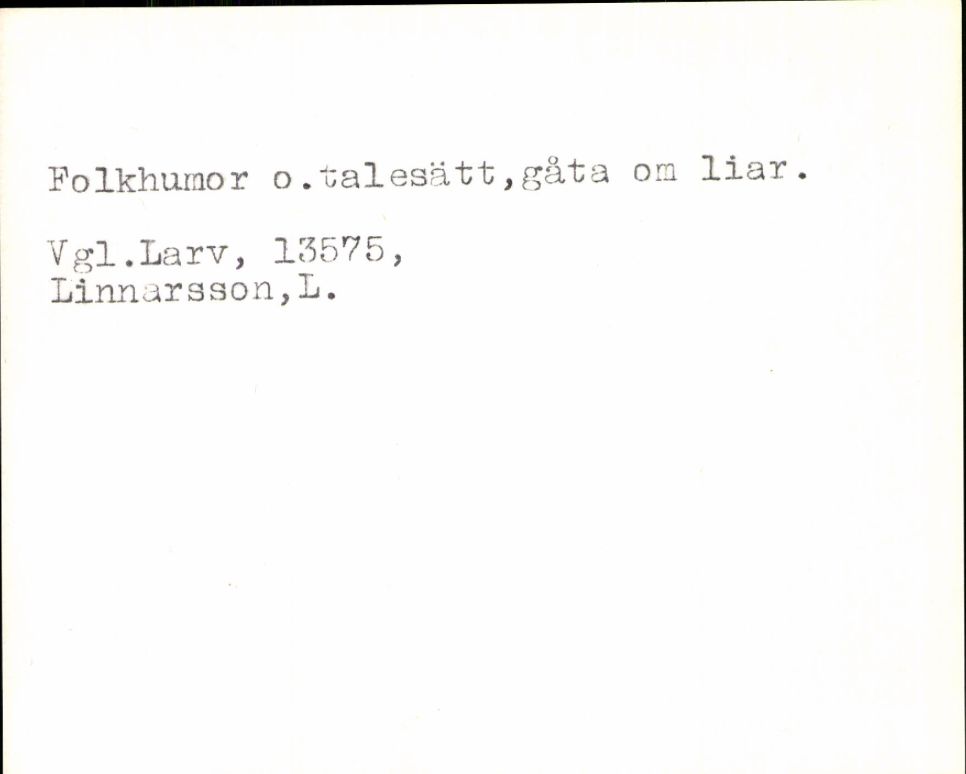 Folkhumor o.talesätt,gåta om liar.
Vgl.Larv, 13575,
Linnarsson,L.